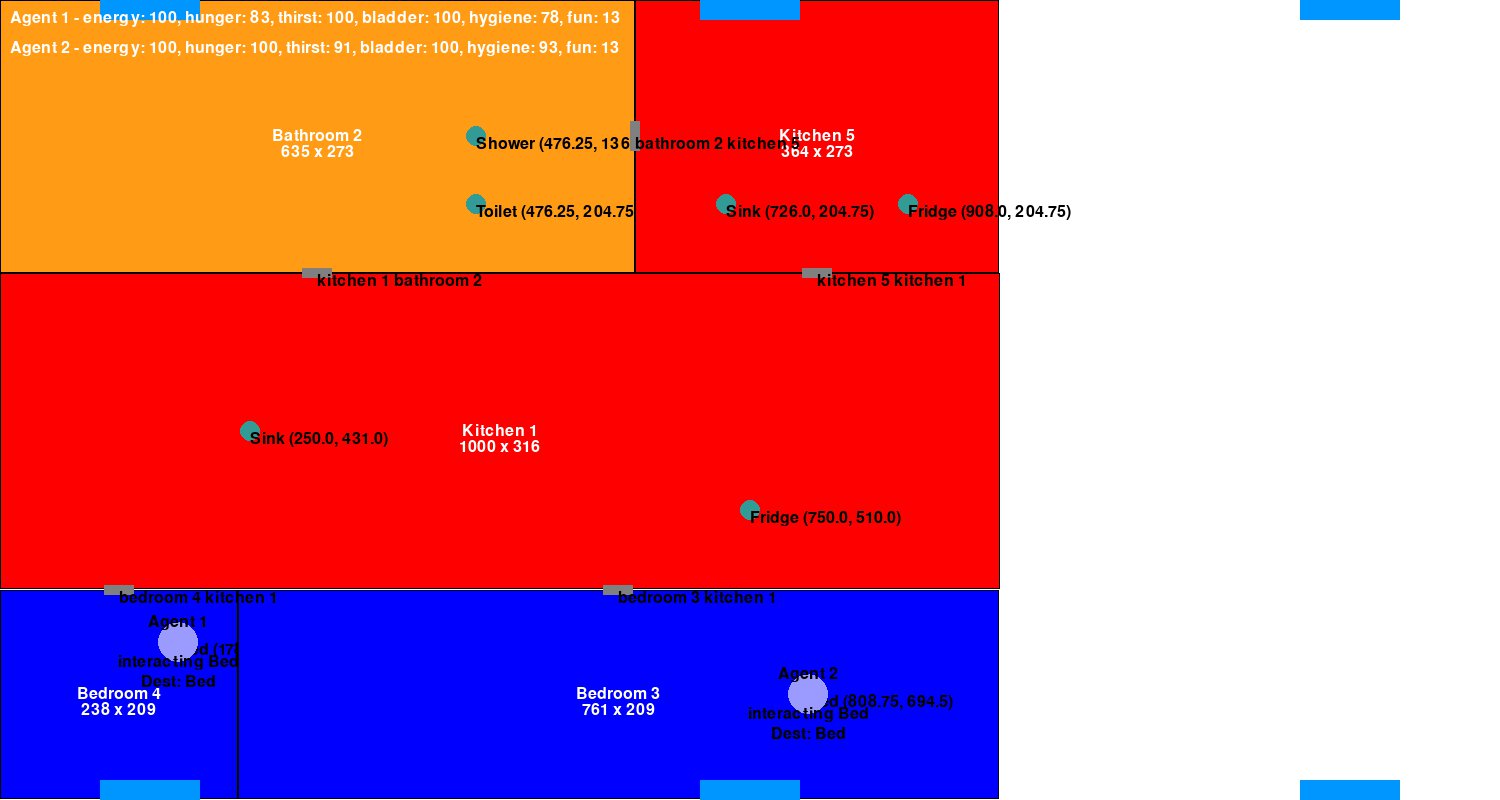 Agent 1 - energy: 100, hunger: 83, thirst: 100, bladder: 100, hygiene: 78, fun: 13
Agent 2 - energy: 100, hunger: 100, thirst: 91, bladder: 100, hygiene: 93, fun: 13
Bathroom 2
635 x 273
Shower (476.25, 136
bathroom 2 kitchen 5
Kitchen 5
364 x 273
Toilet (476.25, 204.75
Sink (726.0, 204.75)
Fridge (908.0, 204.75)
kitchen 1 bathroom 2
kitchen 5 kitchen 1
Sink (250.0, 431.0)
Kitchen 1
1000 x 316
Fridge (750.0, 510.0)
bedroom 4 kitchen 1
bedroom 3 kitchen 1
Agent 1
(178
interacting Bed
Dest: Bed
Bedroom 4
238 x 209
Bedroom 3
761 x 209
Agent 2
(808.75, 694.5)
interacting Bed
Dest: Bed